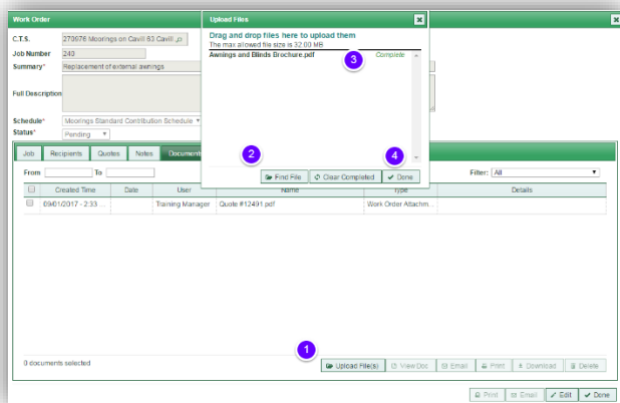 Work Order
Upload Files
Drag and drop files here to upload them
The max allowed file size is 32.00 MB
Awnings and Blinds Brochure.pdf Complete
3
2
4
Find File Clear Completed Done
C.T.S. 270676 Moorings on Cavill 63 Cavill
Job Number 240
Summary* Replacement of external awnings
Full Description
Schedule* Moorings Standard Contribution Schedule
Status* Pending
Job Recipients Quotes Notes
From To Filter: All
Created Time Date User Name Type Details
09/01/2017 - 2:33 ... Training Manager Quote #12491.pdf Work Order Attachm...
1
0 documents selected
Upload File(s) View Doc Email Print Download Delete
Print Email Edit Done